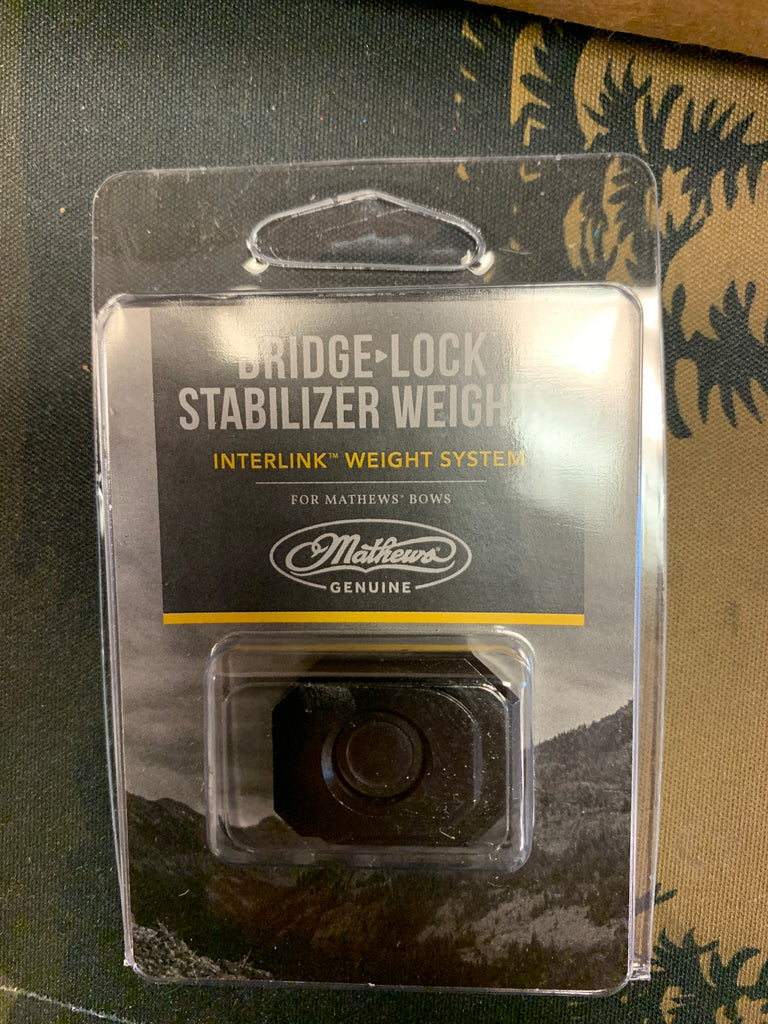 BRIDGE▸LOCK
STABILIZER WEIGHT
INTERLINK™ WEIGHT SYSTEM
FOR MATHEWS® BOWS
Mathews
GENUINE